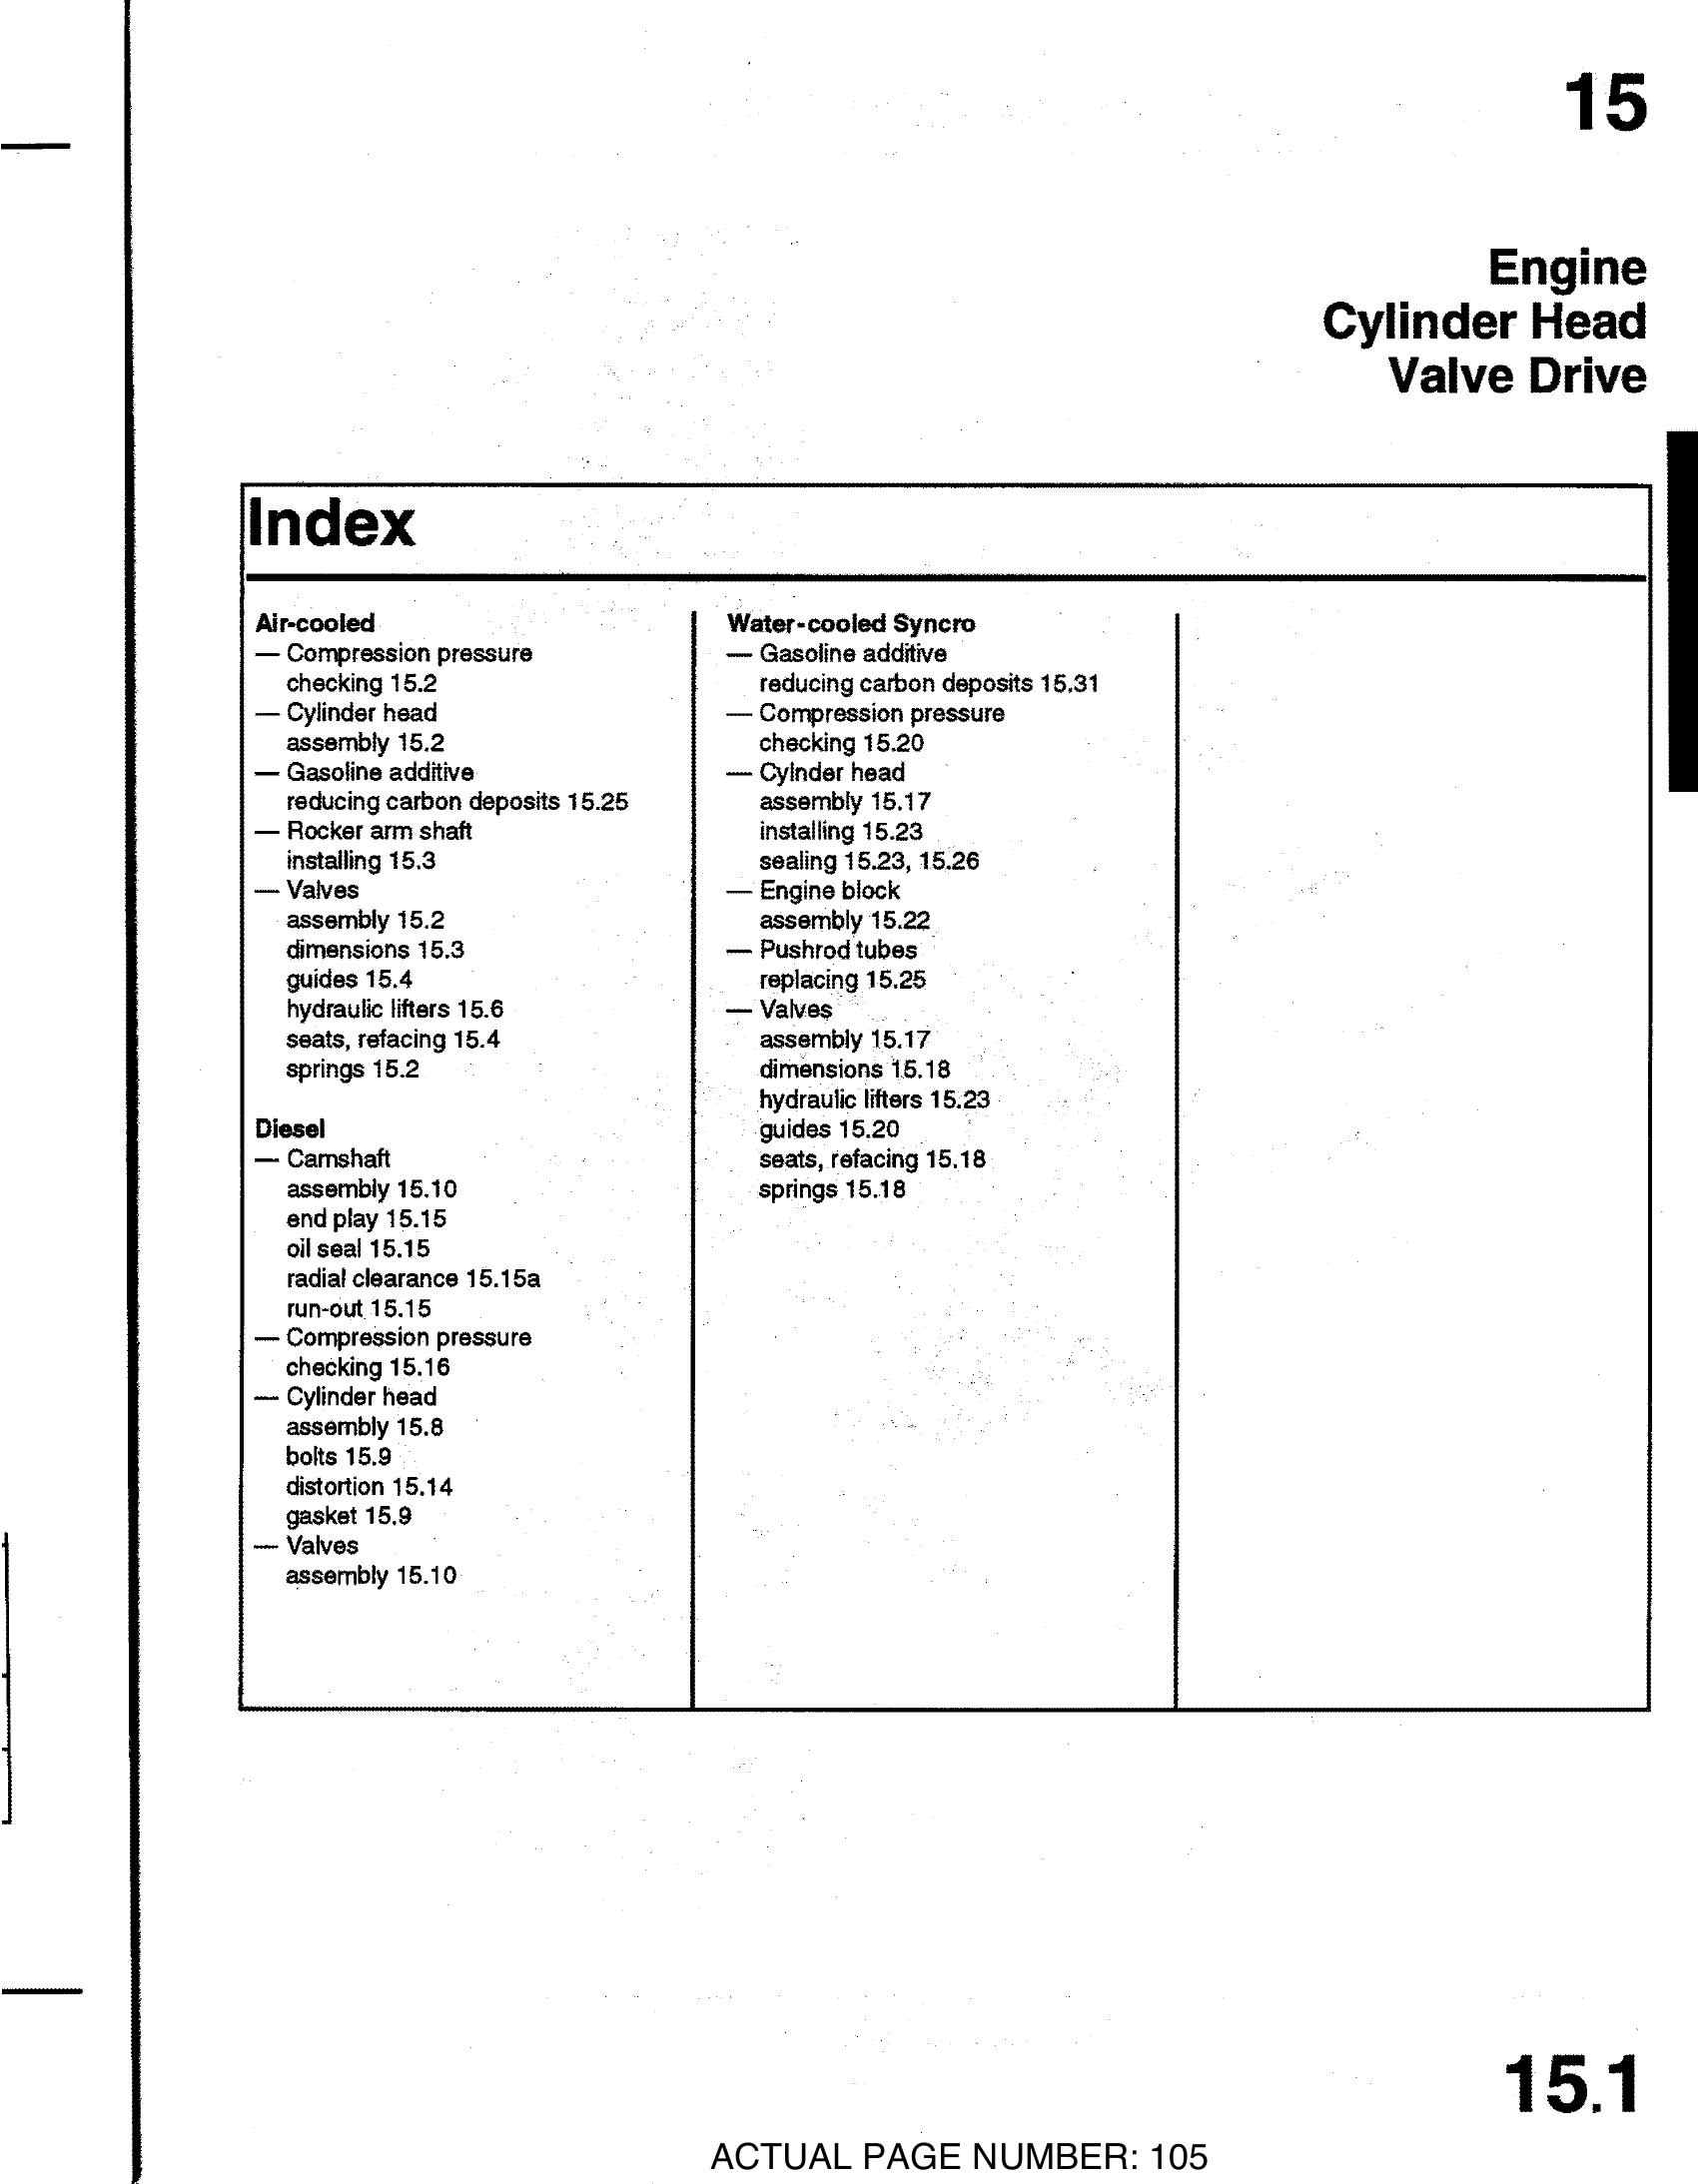 15
Engine
Cylinder Head
Valve Drive
Index
Air-cooled
— Compression pressure
checking 15.2
— Cylinder head
assembly 15.2
— Gasoline additive
reducing carbon deposits 15.25
— Rocker arm shaft
installing 15.3
— Valves
assembly 15.2
dimensions 15.3
guides 15.4
hydraulic lifters 15.6
seats, refacing 15.4
springs 15.2
Diesel
— Camshaft
assembly 15.10
end play 15.15
oil seal 15.15
radial clearance 15.15a
run-out 15.15
— Compression pressure
checking 15.16
— Cylinder head
assembly 15.8
bolts 15.9
distortion 15.14
gasket 15.9
— Valves
assembly 15.10
Water-cooled Syncro
— Gasoline additive
reducing carbon deposits 15.31
— Compression pressure
checking 15.20
— Cylnder head
assembly 15.17
installing 15.23
sealing 15.23, 15.26
— Engine block
assembly 15.22
— Pushrod tubes
replacing 15.25
— Valves
assembly 15.17
dimensions 15.18
hydraulic lifters 15.23
guides 15.20
seats, refacing 15.18
springs 15.18
15.1
ACTUAL PAGE NUMBER: 105